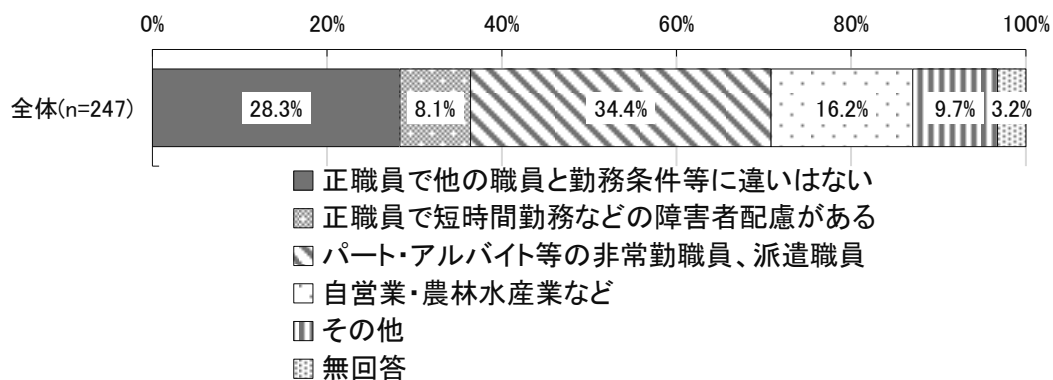 0% 20% 40% 60% 80% 100%
全体(n=247) 28.3% 8.1% 34.4% 16.2% 9.7% 3.2%
正職員で他の職員と勤務条件等に違いはない
正職員で短時間勤務などの障害者配慮がある
パート・アルバイト等の非常勤職員、派遣職員
自営業・農林水産業など
その他
無回答